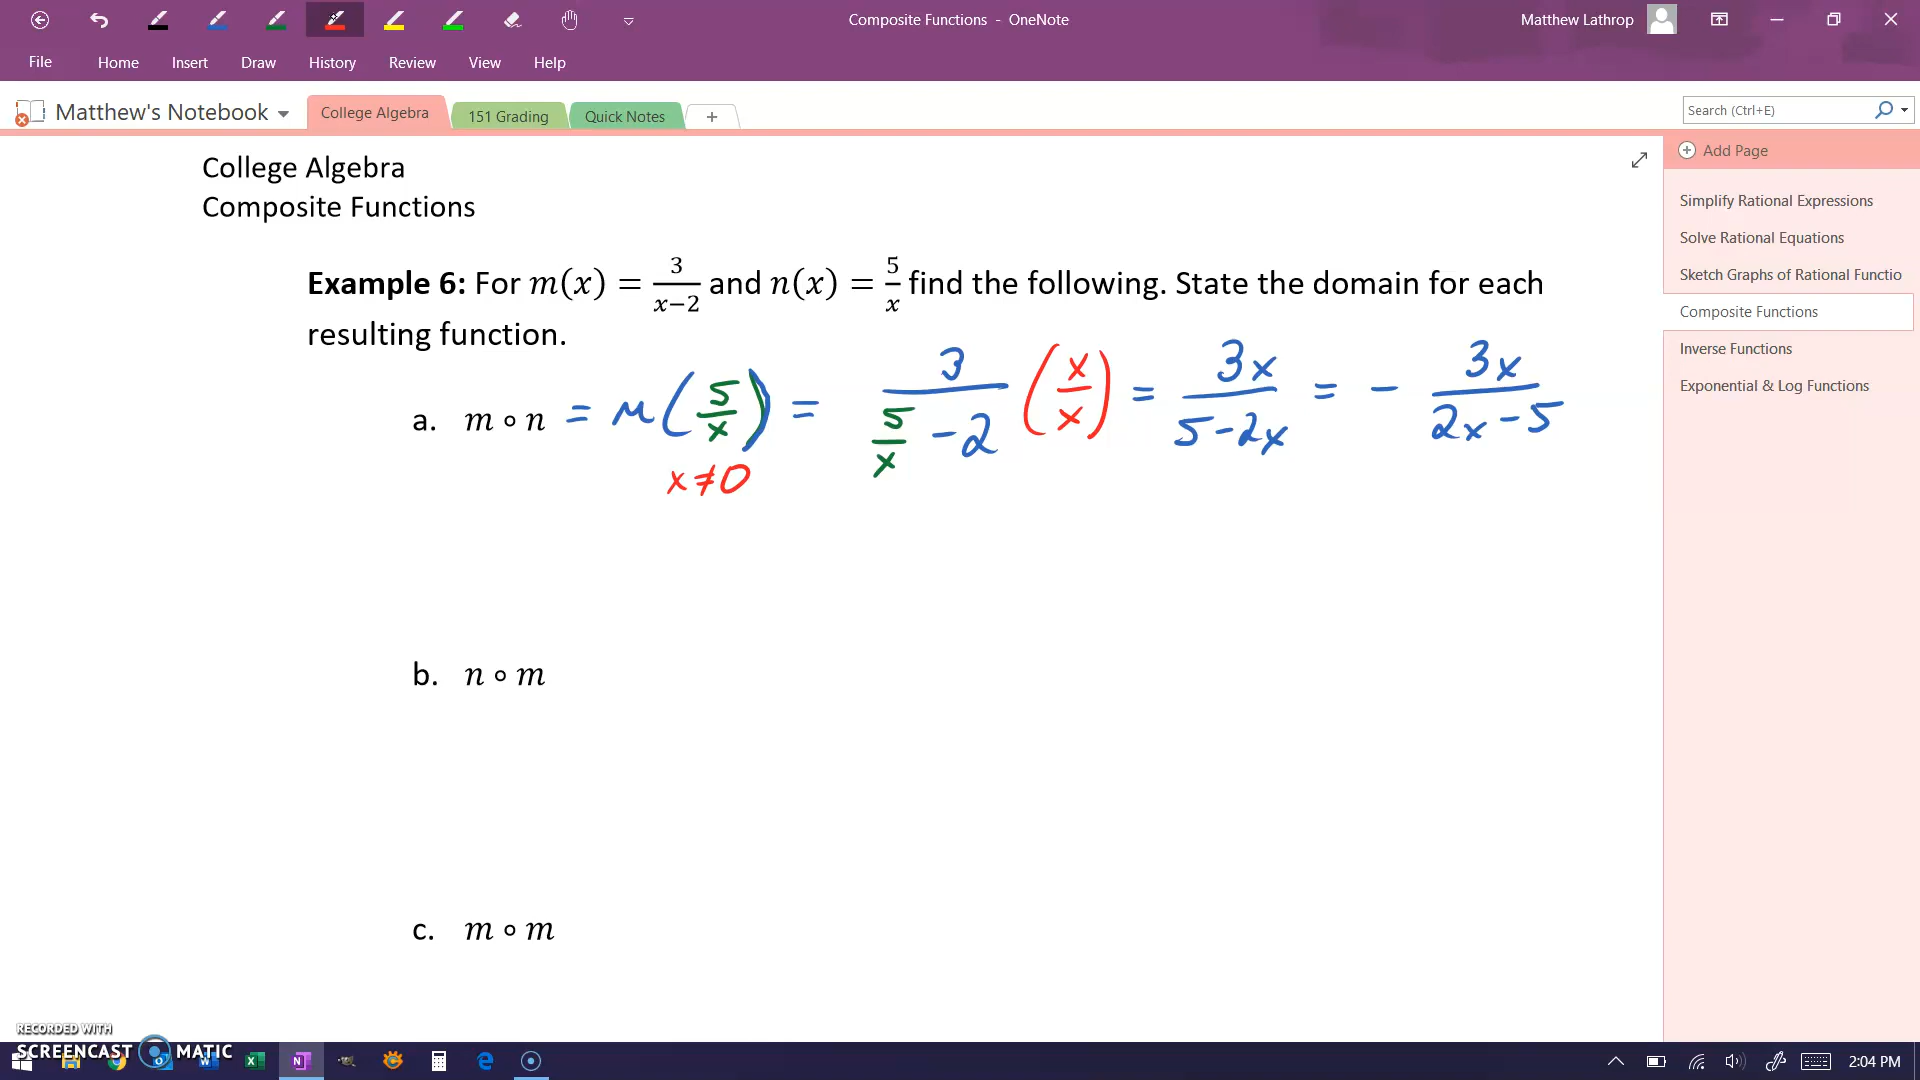 Composite Functions - OneNote
Matthew Lathrop
File Home Insert Draw History Review View Help
Matthew's Notebook
College Algebra
151 Grading
Quick Notes
+
Search (Ctrl+E)
Add Page
Simplify Rational Expressions
Solve Rational Equations
Sketch Graphs of Rational Functio
Composite Functions
Inverse Functions
Exponential & Log Functions
College Algebra
Composite Functions
Example 6: For m(x) = 3/(x−2) and n(x) = 5/x find the following. State the domain for each
resulting function.
a. m ∘ n = m(5/x) = 3/(5/x − 2) (x/x) = 3x/(5−2x) = − 3x/(2x−5)
x ≠ 0
b. n ∘ m
c. m ∘ m
RECORDED WITH
SCREENCAST MATIC
2:04 PM